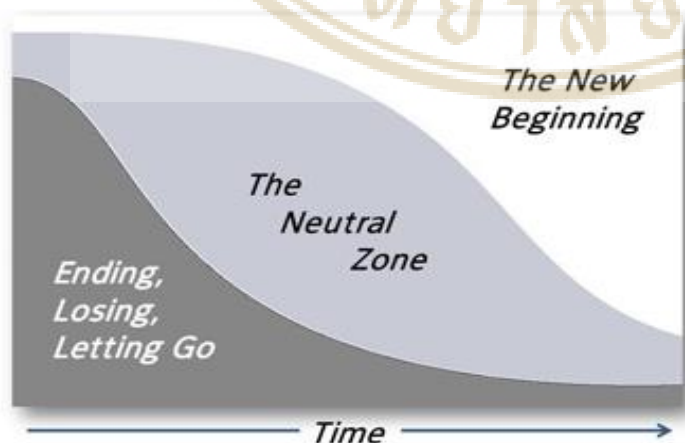 The New
Beginning
The
Neutral
Zone
Ending,
Losing,
Letting Go
Time